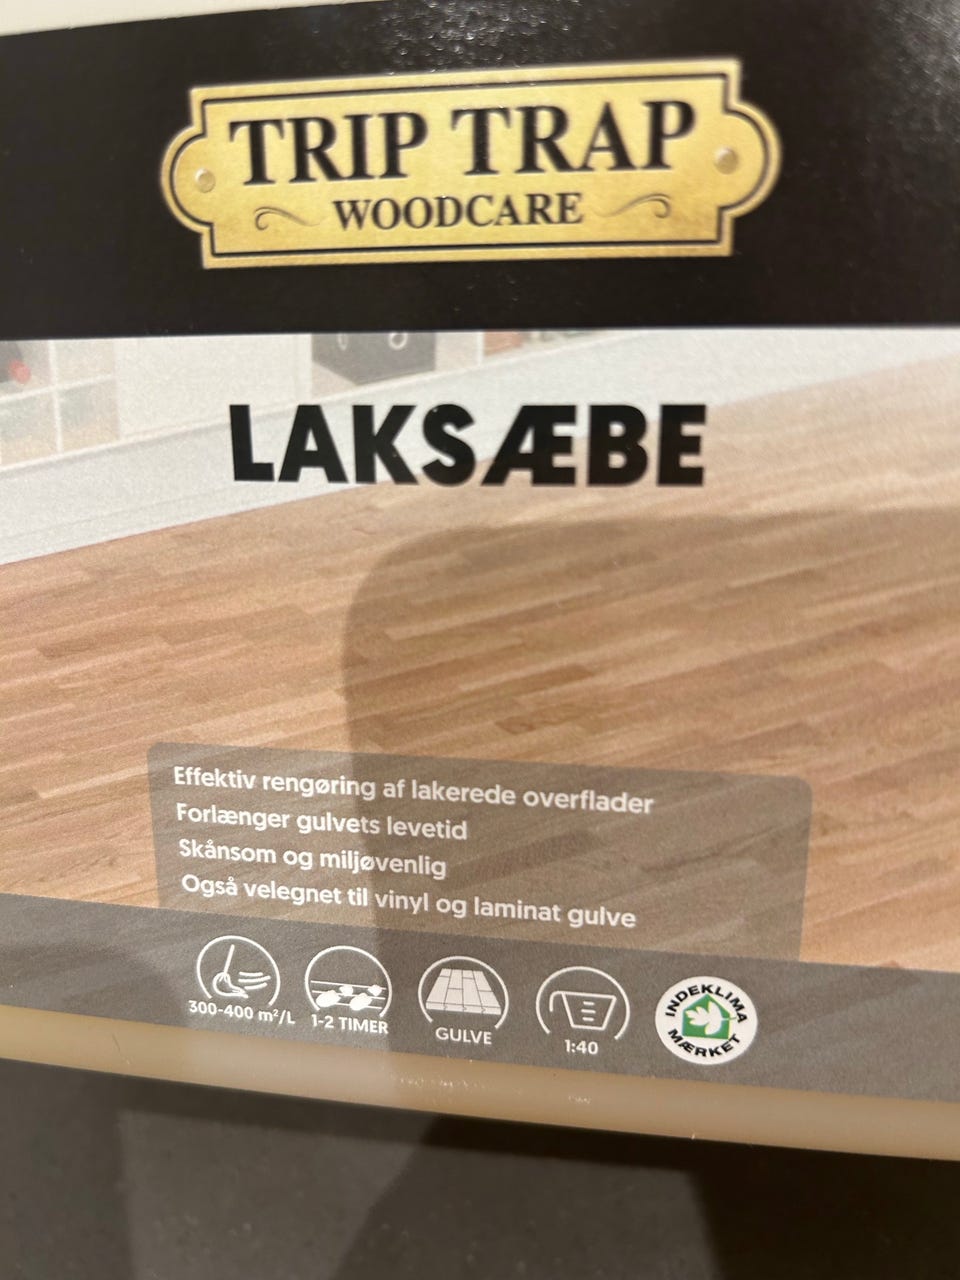 TRIP TRAP
WOODCARE
LAKSÆBE
Effektiv rengøring af lakerede overflader
Forlænger gulvets levetid
Skånsom og miljøvenlig
Også velegnet til vinyl og laminat gulve
300-400 m²/L
1-2 TIMER
GULVE
1:40
INDEKLIMA
MÆRKET